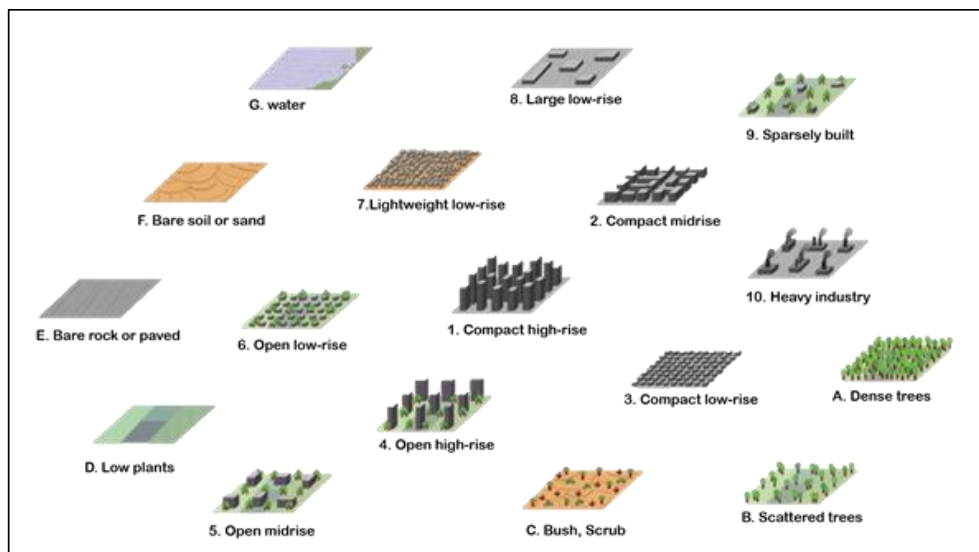 G. water
8. Large low-rise
9. Sparsely built
F. Bare soil or sand
7.Lightweight low-rise
2. Compact midrise
E. Bare rock or paved
6. Open low-rise
1. Compact high-rise
10. Heavy industry
3. Compact low-rise
A. Dense trees
D. Low plants
4. Open high-rise
5. Open midrise
C. Bush, Scrub
B. Scattered trees